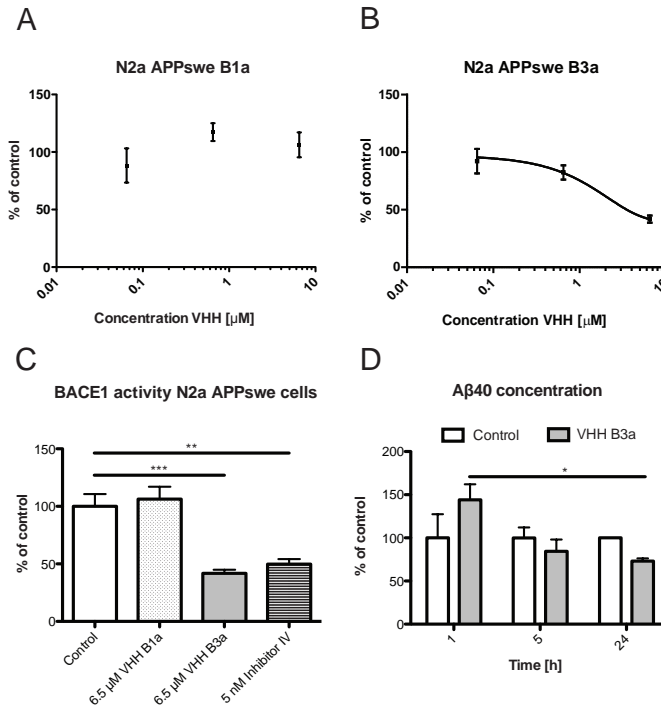 A
N2a APPswe B1a
% of control
150
100
50
0
0.01
0.1
1
10
Concentration VHH [µM]
B
N2a APPswe B3a
% of control
150
100
50
0
0.01
0.1
1
10
Concentration VHH [µM]
C
BACE1 activity N2a APPswe cells
% of control
150
100
50
0
**
***
Control
6.5 µM VHH B1a
6.5 µM VHH B3a
5 nM Inhibitor IV
D
Aβ40 concentration
Control
VHH B3a
% of control
200
150
100
50
0
*
1
5
24
Time [h]